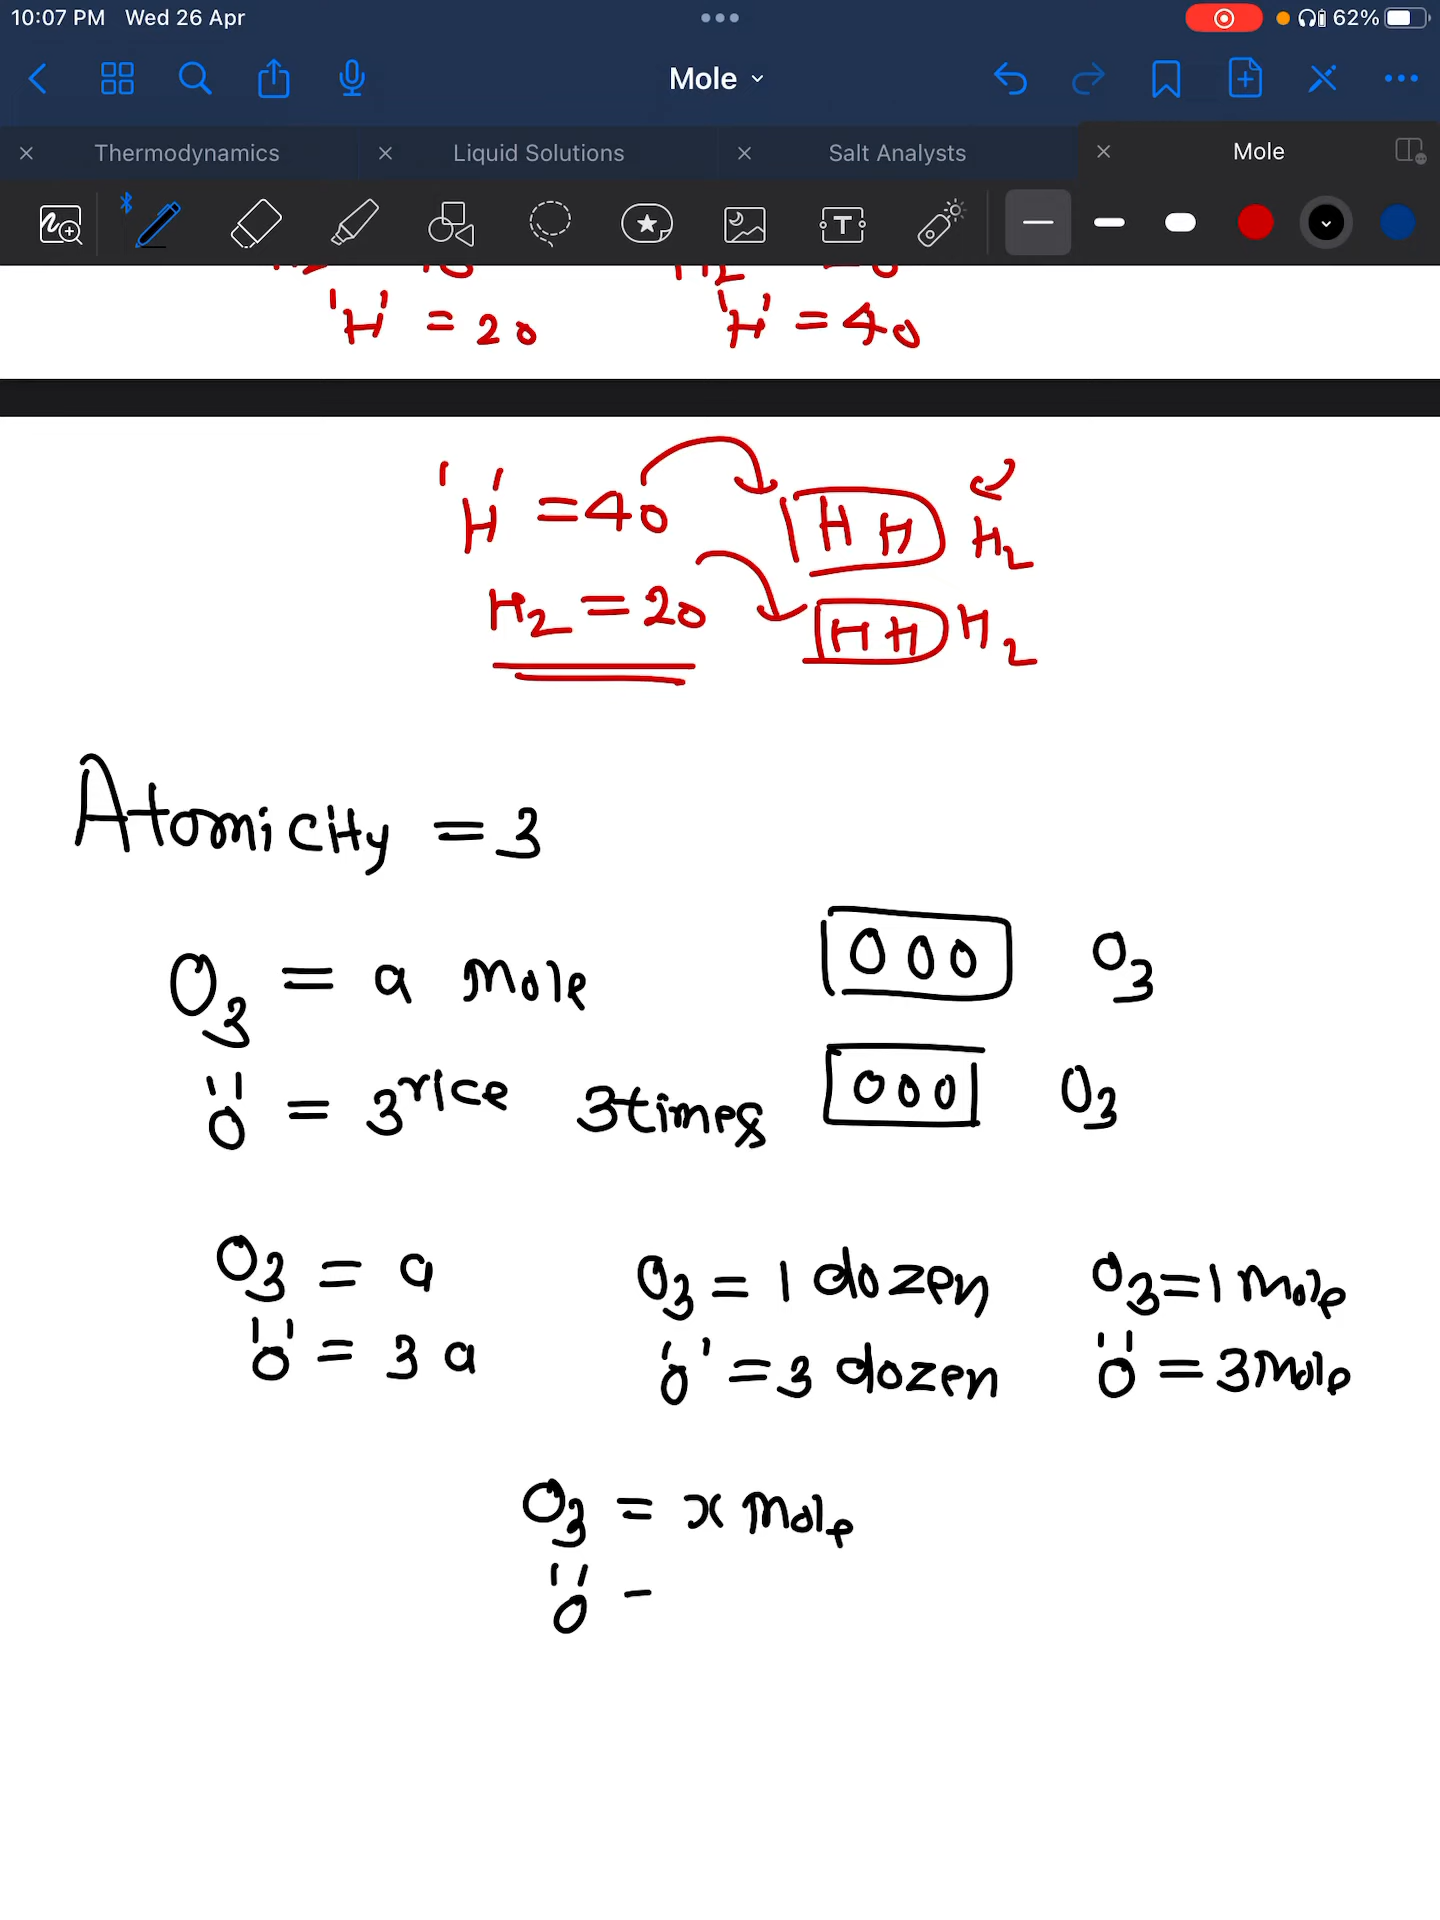 10:07 PM Wed 26 Apr 62%
Mole
Thermodynamics Liquid Solutions Salt Analysts Mole
T
'H' = 20 'H' = 40
'H' = 40 H H H2
H2 = 20 H H H2
Atomicity = 3
O3 = a mole O O O O3
"O = 3rice 3times O O O O3
O3 = a O3 = 1 dozen O3 = 1 mole
"O = 3 a 'O' = 3 dozen "O = 3 Mole
O3 = x mole
"O -